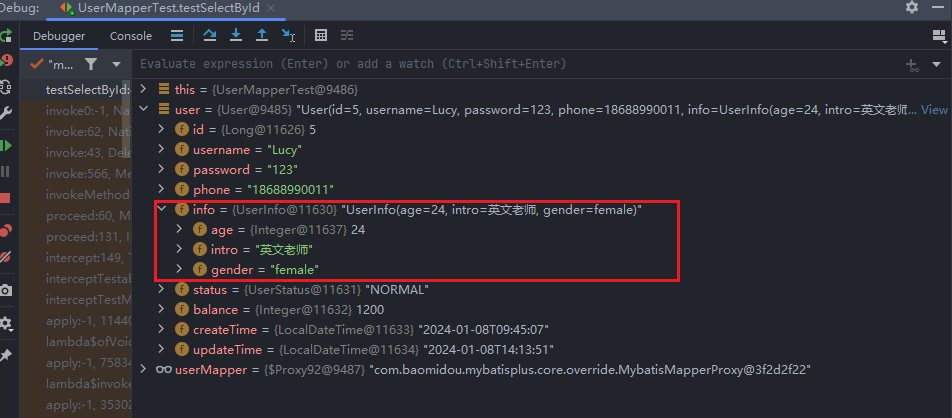 Debug: UserMapperTest.testSelectById ×
Debugger Console
"m... Evaluate expression (Enter) or add a watch (Ctrl+Shift+Enter)
testSelectById: this = {UserMapperTest@9486}
invoke0:-1, Nati user = {User@9485} "User(id=5, username=Lucy, password=123, phone=18688990011, info=UserInfo(age=24, intro=英文老师... View
invoke:62, Nat id = {Long@11626} 5
invoke:43, Dele username = "Lucy"
invoke:566, Me password = "123"
invokeMethod: phone = "18688990011"
proceed:60, M info = {UserInfo@11630} "UserInfo(age=24, intro=英文老师, gender=female)"
proceed:131, I age = {Integer@11637} 24
intercept:149, T intro = "英文老师"
interceptTestal gender = "female"
interceptTestM status = {UserStatus@11631} "NORMAL"
apply:-1, 11440 balance = {Integer@11632} 1200
lambda$ofVoid createTime = {LocalDateTime@11633} "2024-01-08T09:45:07"
apply:-1, 75834 updateTime = {LocalDateTime@11634} "2024-01-08T14:13:51"
lambda$invoke userMapper = {$Proxy92@9487} "com.baomidou.mybatisplus.core.override.MybatisMapperProxy@3f2d2f22"
apply:-1, 35302